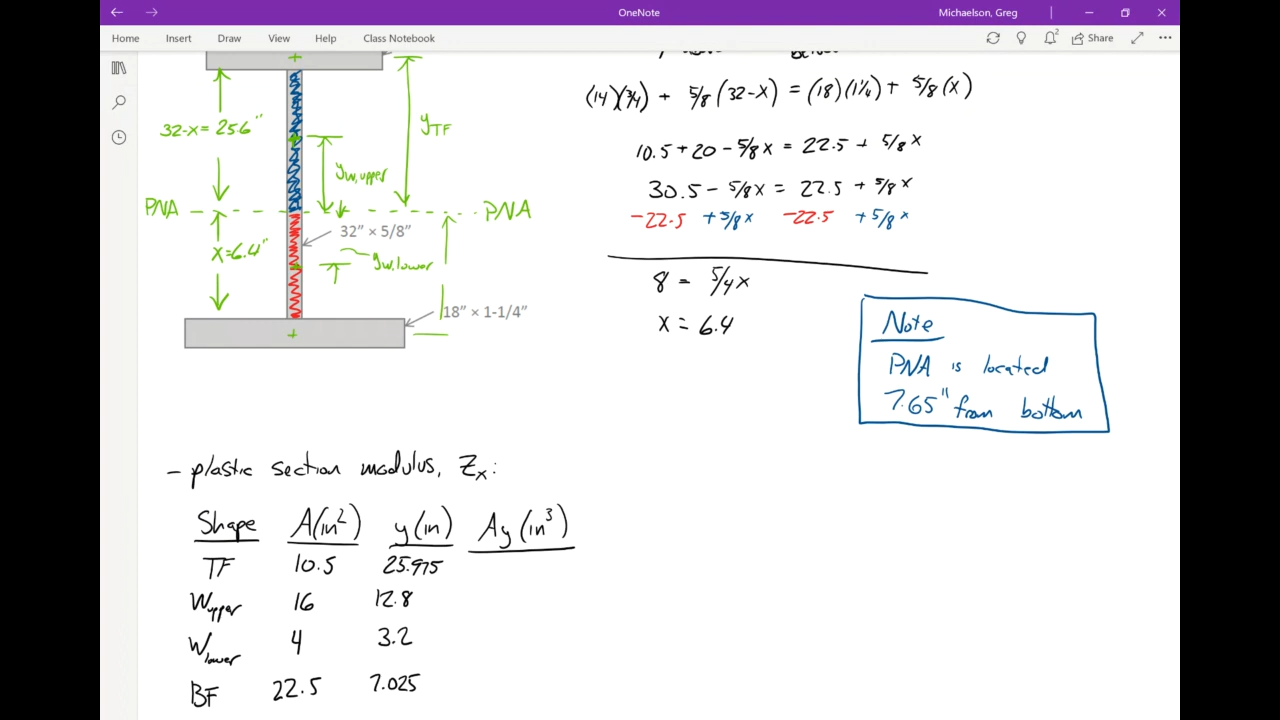 OneNote
Michaelson, Greg
Home Insert Draw View Help Class Notebook
2
Share
(14)(3/4) + 5/8 (32-x) = (18)(1 1/4) + 5/8 (x)
32-x = 25.6"
yTF
yw,upper
10.5 + 20 - 5/8 x = 22.5 + 5/8 x
30.5 - 5/8 x = 22.5 + 5/8 x
-22.5 +5/8 x -22.5 +5/8 x
PNA PNA
32" × 5/8"
x=6.4"
yw,lower
8 = 5/4 x
x = 6.4
18" × 1-1/4"
Note
PNA is located
7.65" from bottom
- plastic section modulus, Zx:
Shape A(in²) y(in) Ay(in³)
TF 10.5 25.975
Wupper 16 12.8
Wlower 4 3.2
BF 22.5 7.025